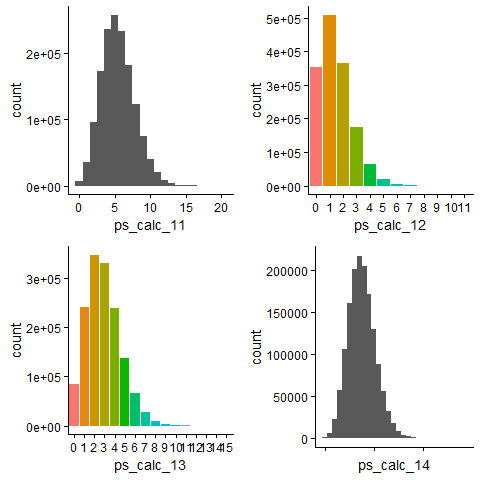 2e+05
1e+05
0e+00
count
0 5 10 15 20
ps_calc_11
5e+05
4e+05
3e+05
2e+05
1e+05
0e+00
count
0 1 2 3 4 5 6 7 8 9 10 11
ps_calc_12
3e+05
2e+05
1e+05
0e+00
count
0 1 2 3 4 5 6 7 8 9 10 11 12 13 14 15
ps_calc_13
200000
150000
100000
50000
0
count
ps_calc_14